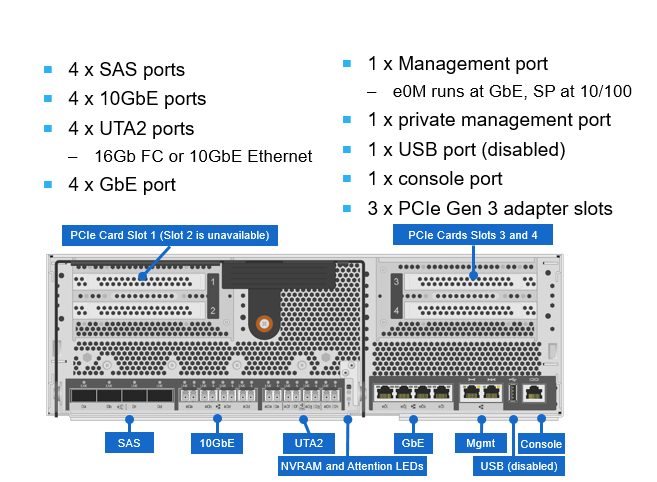 4 x SAS ports
4 x 10GbE ports
4 x UTA2 ports
– 16Gb FC or 10GbE Ethernet
4 x GbE port
1 x Management port
– e0M runs at GbE, SP at 10/100
1 x private management port
1 x USB port (disabled)
1 x console port
3 x PCIe Gen 3 adapter slots
PCIe Card Slot 1 (Slot 2 is unavailable)
PCIe Cards Slots 3 and 4
1
2
3
4
SAS
10GbE
UTA2
GbE
Mgmt
Console
NVRAM and Attention LEDs
USB (disabled)